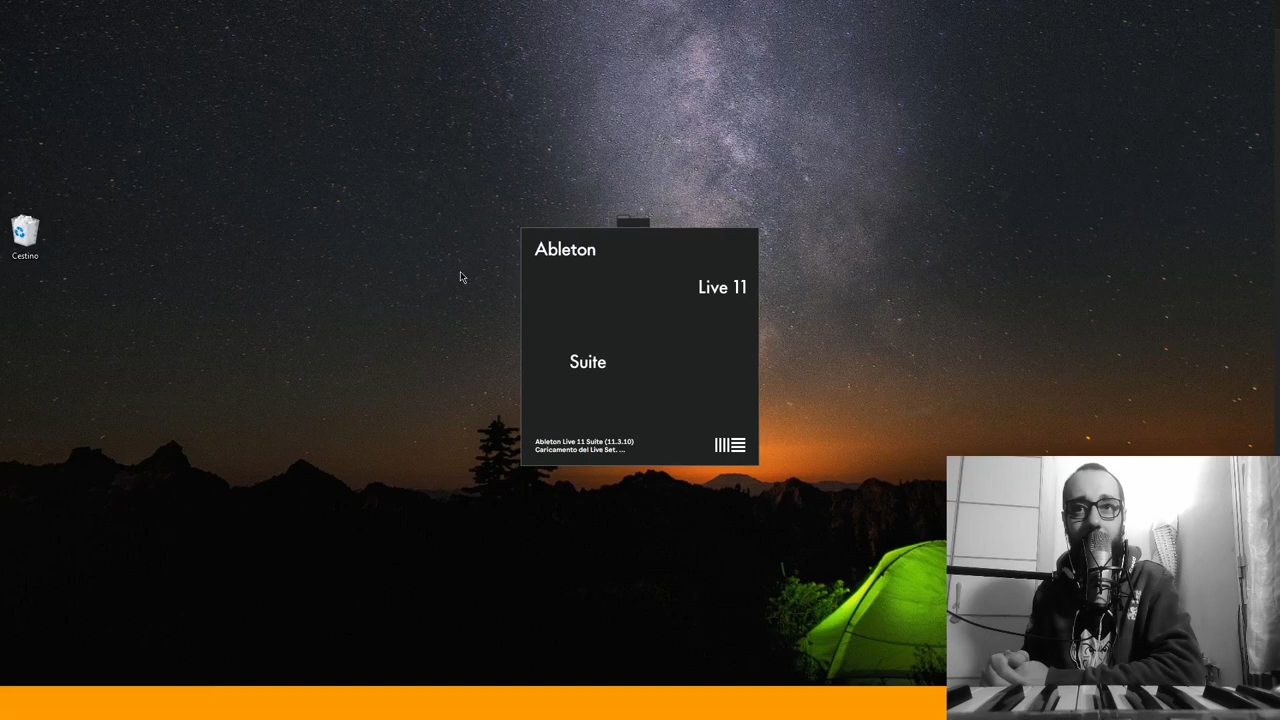 Cestino
Ableton
Live 11
Suite
Ableton Live 11 Suite (11.3.10)
Caricamento del Live Set. ...